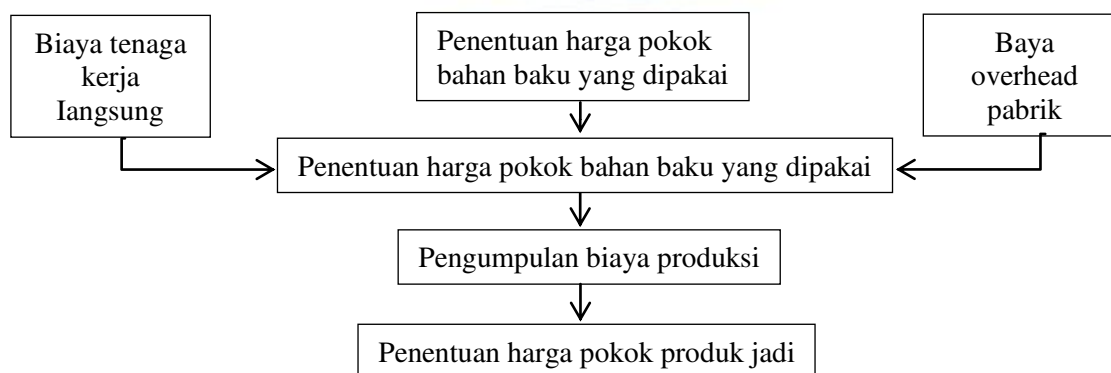 Biaya tenaga
kerja
Iangsung
Penentuan harga pokok
bahan baku yang dipakai
Baya
overhead
pabrik
Penentuan harga pokok bahan baku yang dipakai
Pengumpulan biaya produksi
Penentuan harga pokok produk jadi